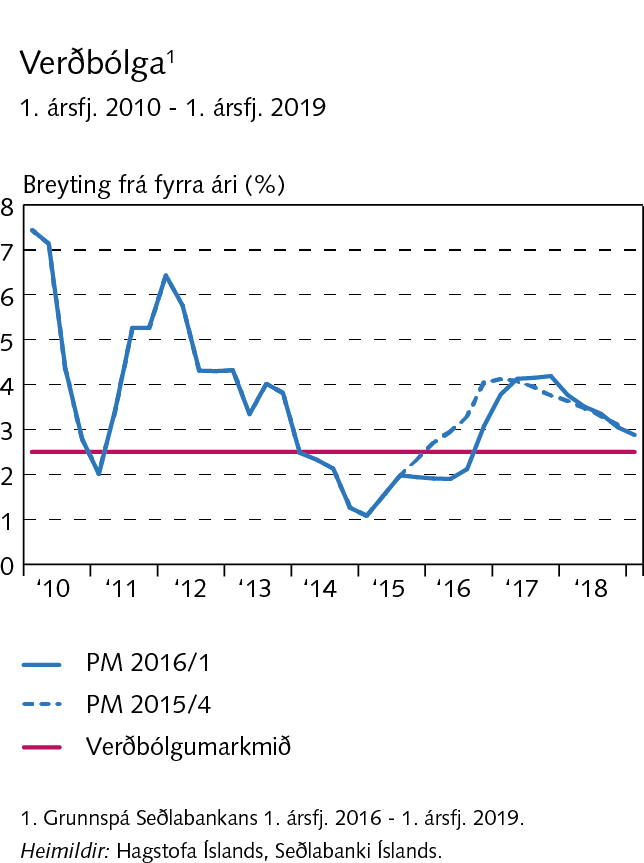 Verðbólga¹
1. ársfj. 2010 - 1. ársfj. 2019
Breyting frá fyrra ári (%)
8
7
6
5
4
3
2
1
0
‘10 ‘11 ‘12 ‘13 ‘14 ‘15 ‘16 ‘17 ‘18
PM 2016/1
PM 2015/4
Verðbólgumarkmið
1. Grunnspá Seðlabankans 1. ársfj. 2016 - 1. ársfj. 2019.
Heimildir: Hagstofa Íslands, Seðlabanki Íslands.